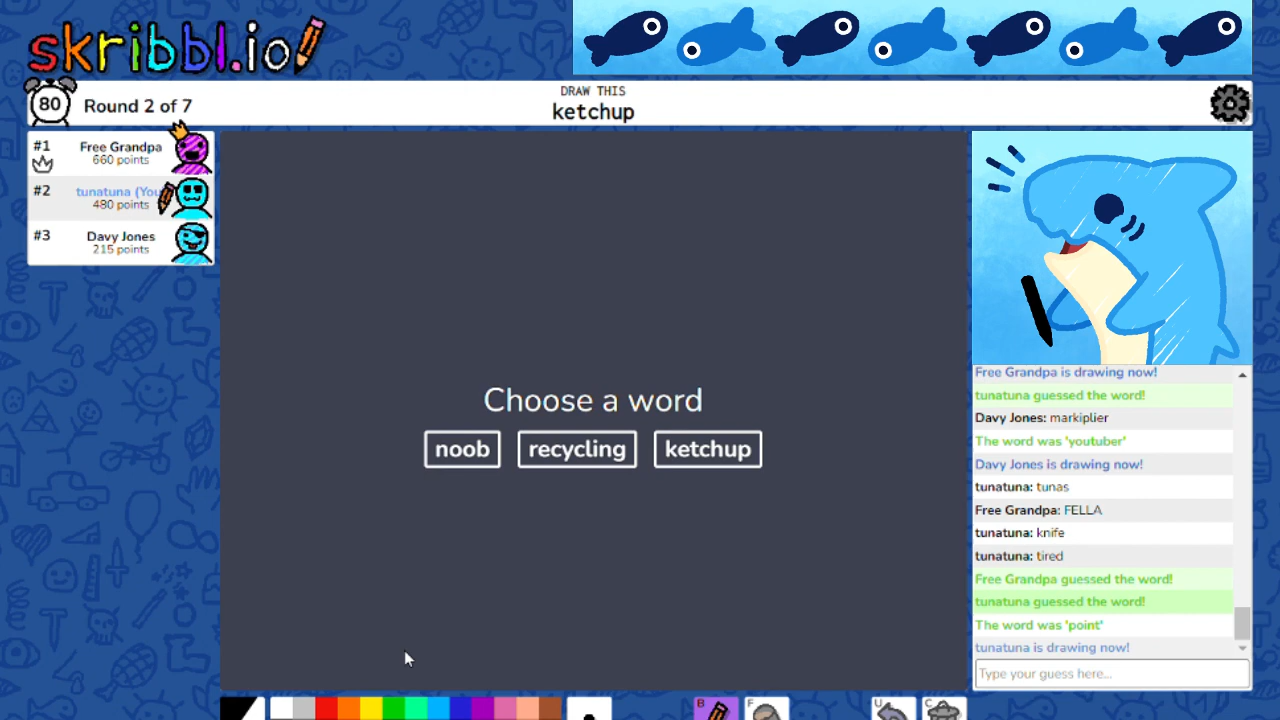 skribbl.io
80
Round 2 of 7
DRAW THIS
ketchup
#1
Free Grandpa
660 points
#2
tunatuna (You
480 points
#3
Davy Jones
215 points
Choose a word
noob
recycling
ketchup
Free Grandpa is drawing now!
tunatuna guessed the word!
Davy Jones: markiplier
The word was 'youtuber'
Davy Jones is drawing now!
tunatuna: tunas
Free Grandpa: FELLA
tunatuna: knife
tunatuna: tired
Free Grandpa guessed the word!
tunatuna guessed the word!
The word was 'point'
tunatuna is drawing now!
Type your guess here...
B
F
U
C